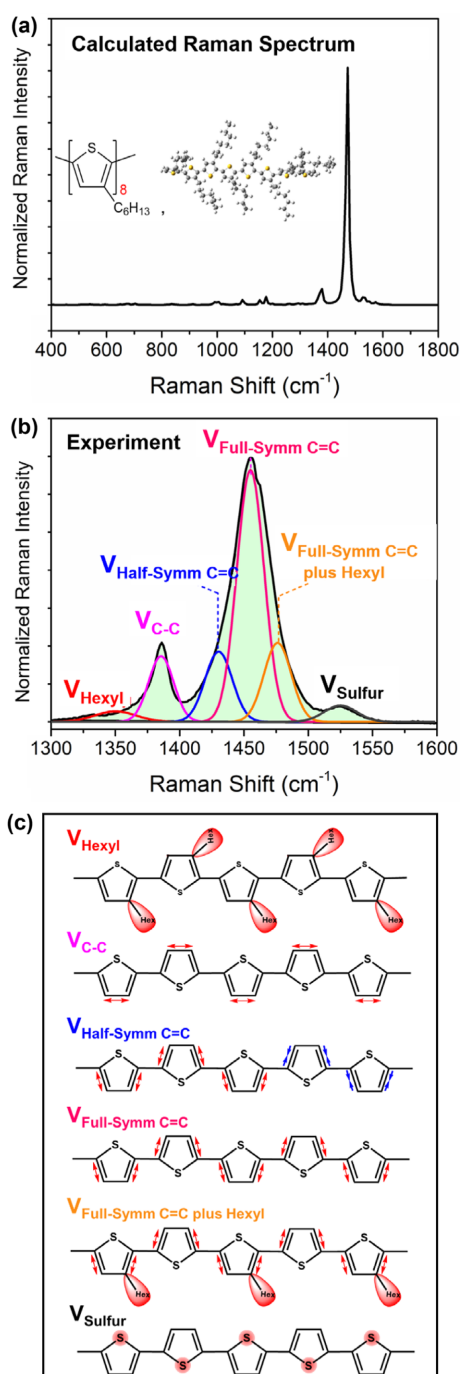 (a)
Calculated Raman Spectrum
Normalized Raman Intensity
S
8
C6H13 ,
400 600 800 1000 1200 1400 1600 1800
Raman Shift (cm-1)
(b)
Experiment
Normalized Raman Intensity
VFull-Symm C=C
VHalf-Symm C=C
VFull-Symm C=C
plus Hexyl
VC-C
VHexyl
VSulfur
1300 1350 1400 1450 1500 1550 1600
Raman Shift (cm-1)
(c)
VHexyl
Hex Hex
S S S S S
Hex Hex Hex
VC-C
S S S S S
VHalf-Symm C=C
S S S S S
VFull-Symm C=C
S S S S S
VFull-Symm C=C plus Hexyl
S S S S S
Hex Hex Hex
VSulfur
S S S S S